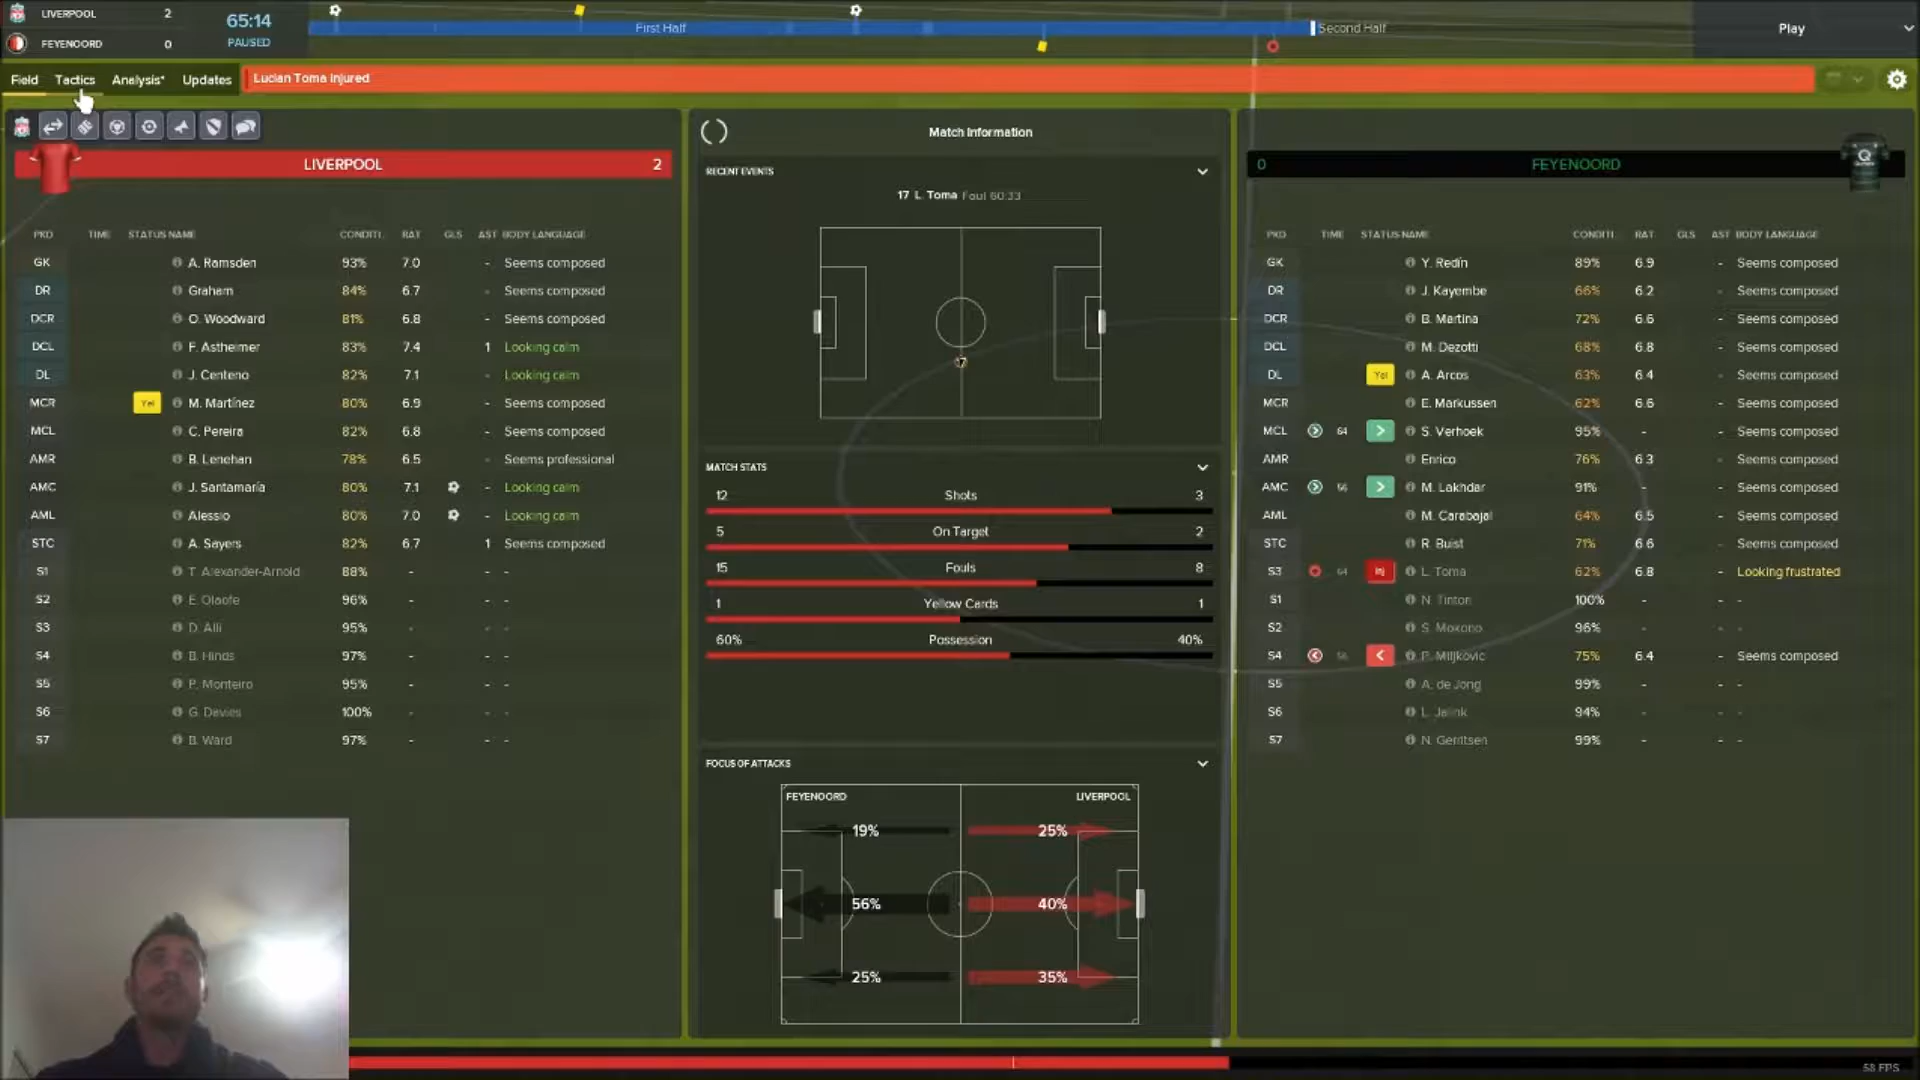 LIVERPOOL 2
FEYENOORD 0
65:14
PAUSED
First Half
Second Half
Play
Field Tactics Analysis* Updates
Lucian Toma Injured
LIVERPOOL 2
PKD TIME STATUS NAME CONDITI... RAT GLS AST BODY LANGUAGE
GK A. Ramsden 93% 7.0 - Seems composed
DR Graham 84% 6.7 - Seems composed
DCR O. Woodward 81% 6.8 - Seems composed
DCL F. Astheimer 83% 7.4 1 Looking calm
DL J. Centeno 82% 7.1 - Looking calm
MCR Yel M. Martínez 80% 6.9 - Seems composed
MCL C. Pereira 82% 6.8 - Seems composed
AMR B. Lenehan 78% 6.5 - Seems professional
AMC J. Santamaría 80% 7.1 - Looking calm
AML Alessio 80% 7.0 - Looking calm
STC A. Sayers 82% 6.7 1 Seems composed
S1 T. Alexander-Arnold 88% - - -
S2 E. Olaofe 96% - - -
S3 D. Alli 95% - - -
S4 B. Hinds 97% - - -
S5 P. Monteiro 95% - - -
S6 G. Davies 100% - - -
S7 B. Ward 97% - - -
Match Information
RECENT EVENTS
17 L. Toma Foul 60:33
17
MATCH STATS
12 Shots 3
5 On Target 2
15 Fouls 8
1 Yellow Cards 1
60% Possession 40%
FOCUS OF ATTACKS
FEYENOORD LIVERPOOL
19% 25%
56% 40%
25% 35%
0 FEYENOORD
PKD TIME STATUS NAME CONDITI... RAT GLS AST BODY LANGUAGE
GK Y. Redín 89% 6.9 - Seems composed
DR J. Kayembe 66% 6.2 - Seems composed
DCR B. Martina 72% 6.6 - Seems composed
DCL M. Dezotti 68% 6.8 - Seems composed
DL Yel A. Arcos 63% 6.4 - Seems composed
MCR E. Markussen 62% 6.6 - Seems composed
MCL 64 S. Verhoek 95% - - Seems composed
AMR Enrico 76% 6.3 - Seems composed
AMC 56 M. Lakhdar 91% - - Seems composed
AML M. Carabajal 64% 6.5 - Seems composed
STC R. Buist 71% 6.6 - Seems composed
S3 64 Inj L. Toma 62% 6.8 - Looking frustrated
S1 N. Tinton 100% - - -
S2 S. Mokono 96% - - -
S4 56 P. Miljkovic 75% 6.4 - Seems composed
S5 A. de Jong 99% - - -
S6 L. Jalink 94% - - -
S7 N. Gerritsen 99% - - -
58 FPS